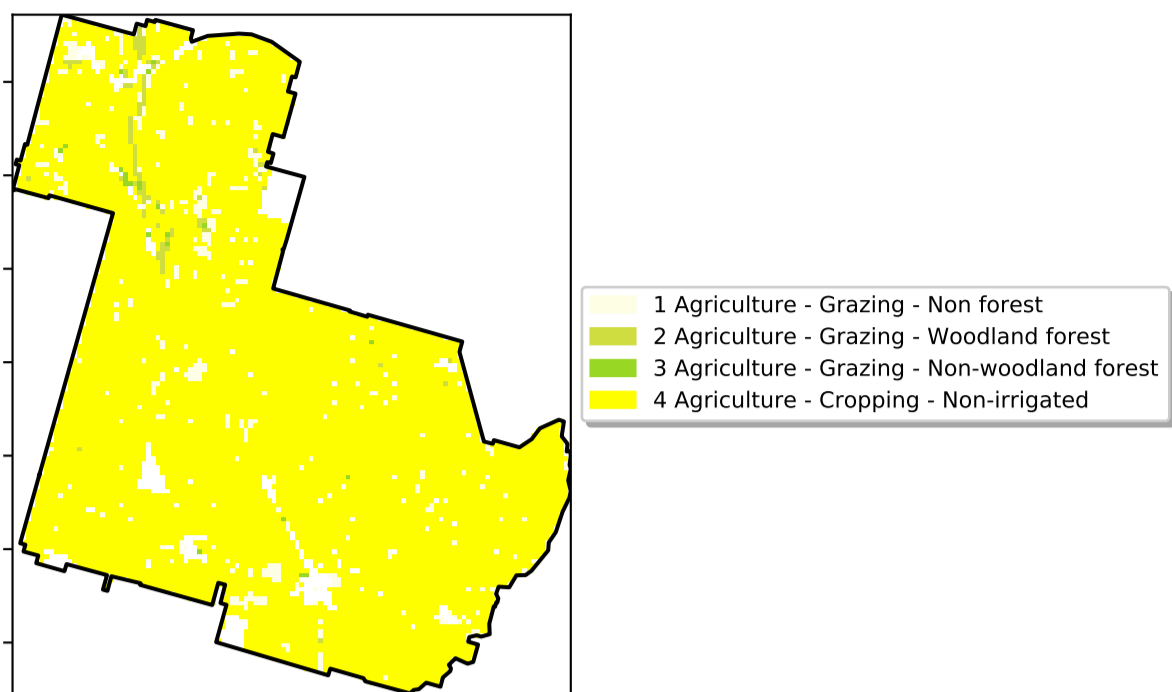 1 Agriculture - Grazing - Non forest
2 Agriculture - Grazing - Woodland forest
3 Agriculture - Grazing - Non-woodland forest
4 Agriculture - Cropping - Non-irrigated